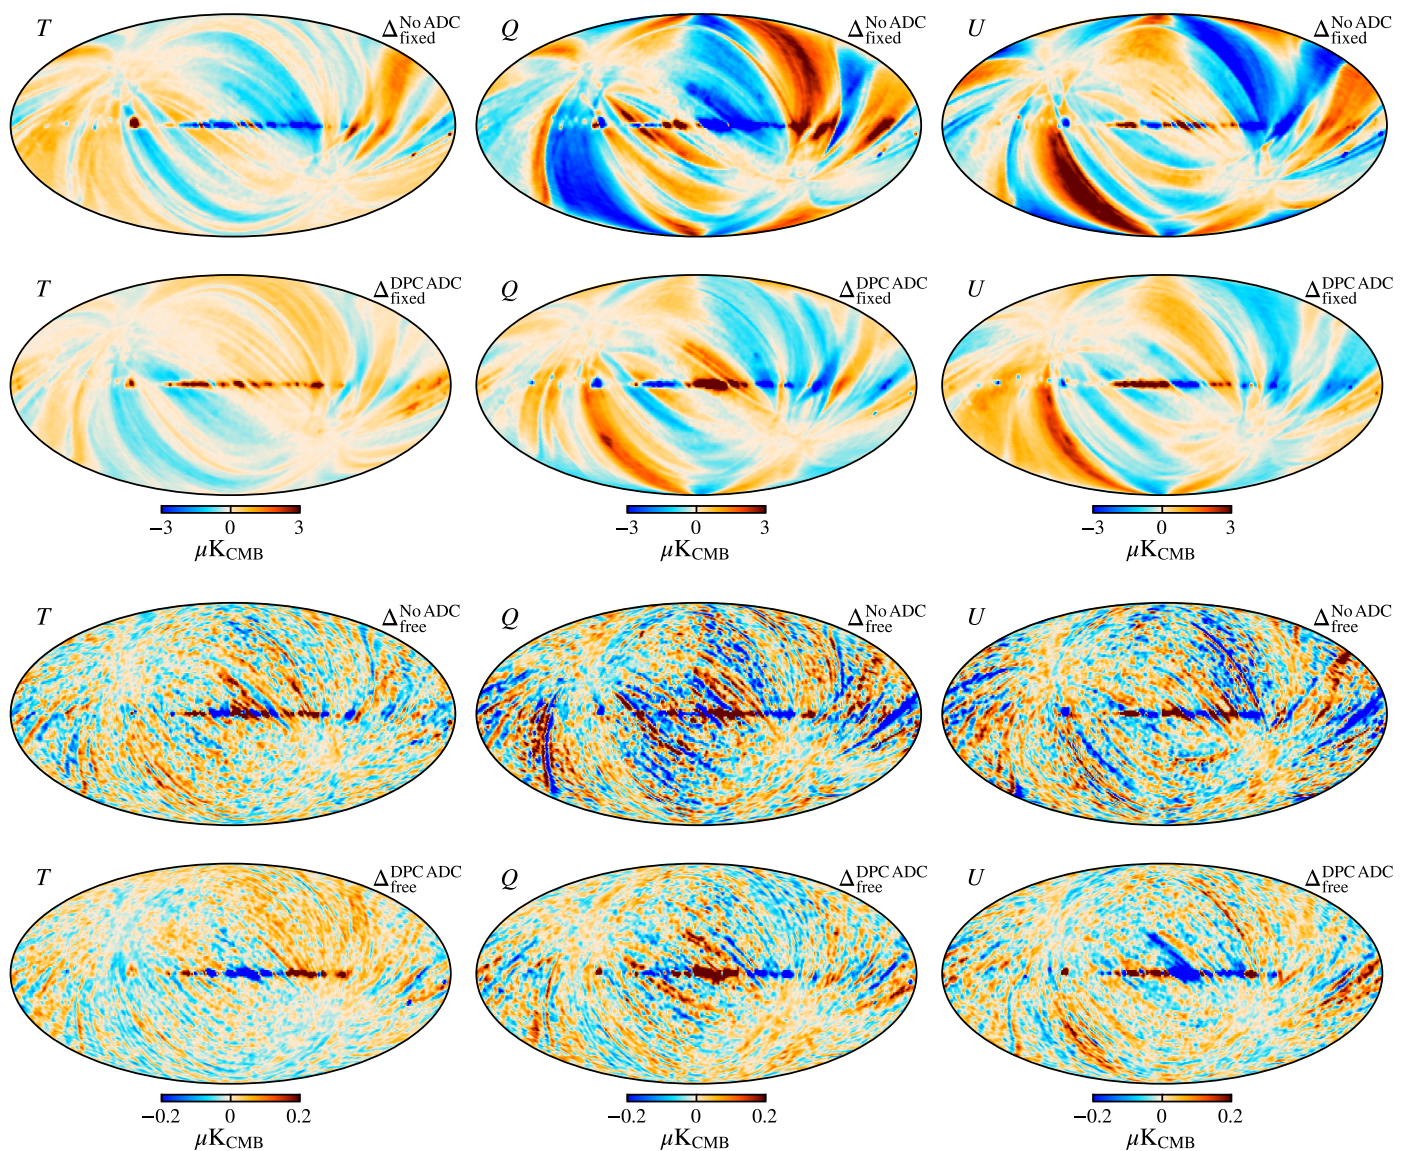 T Δ^{No ADC}_{fixed} Q Δ^{No ADC}_{fixed} U Δ^{No ADC}_{fixed}
T Δ^{DPC ADC}_{fixed} Q Δ^{DPC ADC}_{fixed} U Δ^{DPC ADC}_{fixed}
−3 0 3 −3 0 3 −3 0 3
μK_{CMB} μK_{CMB} μK_{CMB}
T Δ^{No ADC}_{free} Q Δ^{No ADC}_{free} U Δ^{No ADC}_{free}
T Δ^{DPC ADC}_{free} Q Δ^{DPC ADC}_{free} U Δ^{DPC ADC}_{free}
−0.2 0 0.2 −0.2 0 0.2 −0.2 0 0.2
μK_{CMB} μK_{CMB} μK_{CMB}